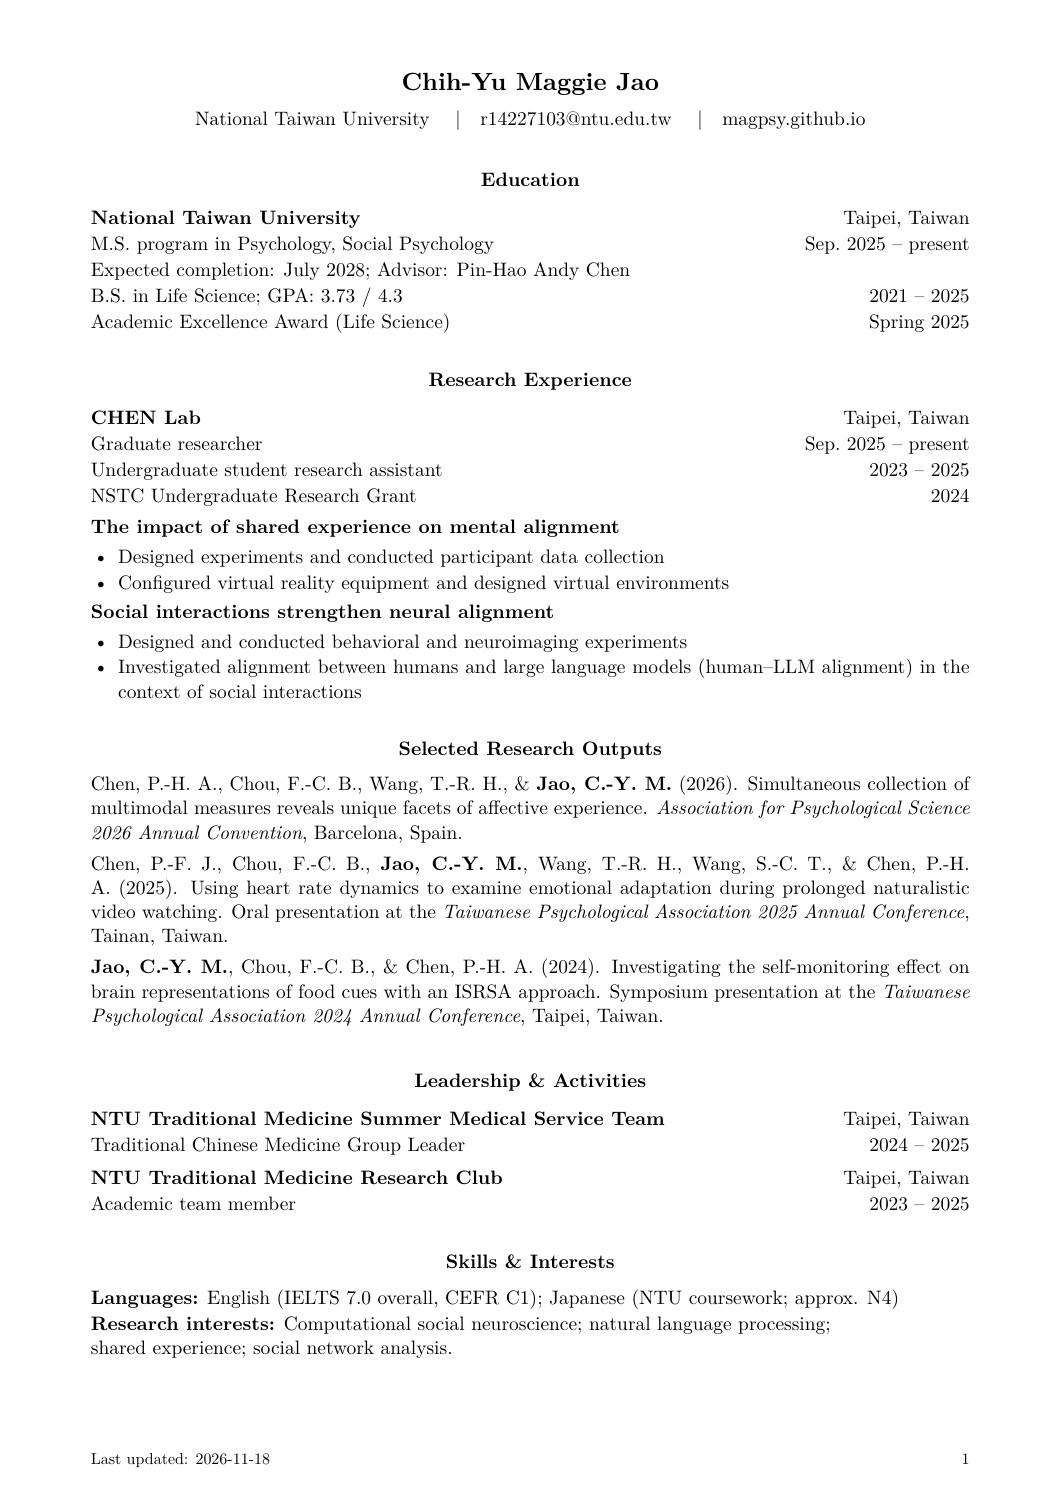 Chih-Yu Maggie Jao
National Taiwan University | r14227103@ntu.edu.tw | magpsy.github.io
Education
National Taiwan University Taipei, Taiwan
M.S. program in Psychology, Social Psychology Sep. 2025 – present
Expected completion: July 2028; Advisor: Pin-Hao Andy Chen
B.S. in Life Science; GPA: 3.73 / 4.3 2021 – 2025
Academic Excellence Award (Life Science) Spring 2025
Research Experience
CHEN Lab Taipei, Taiwan
Graduate researcher Sep. 2025 – present
Undergraduate student research assistant 2023 – 2025
NSTC Undergraduate Research Grant 2024
The impact of shared experience on mental alignment
• Designed experiments and conducted participant data collection
• Configured virtual reality equipment and designed virtual environments
Social interactions strengthen neural alignment
• Designed and conducted behavioral and neuroimaging experiments
• Investigated alignment between humans and large language models (human–LLM alignment) in the
context of social interactions
Selected Research Outputs
Chen, P.-H. A., Chou, F.-C. B., Wang, T.-R. H., & Jao, C.-Y. M. (2026). Simultaneous collection of
multimodal measures reveals unique facets of affective experience. Association for Psychological Science
2026 Annual Convention, Barcelona, Spain.
Chen, P.-F. J., Chou, F.-C. B., Jao, C.-Y. M., Wang, T.-R. H., Wang, S.-C. T., & Chen, P.-H.
A. (2025). Using heart rate dynamics to examine emotional adaptation during prolonged naturalistic
video watching. Oral presentation at the Taiwanese Psychological Association 2025 Annual Conference,
Tainan, Taiwan.
Jao, C.-Y. M., Chou, F.-C. B., & Chen, P.-H. A. (2024). Investigating the self-monitoring effect on
brain representations of food cues with an ISRSA approach. Symposium presentation at the Taiwanese
Psychological Association 2024 Annual Conference, Taipei, Taiwan.
Leadership & Activities
NTU Traditional Medicine Summer Medical Service Team Taipei, Taiwan
Traditional Chinese Medicine Group Leader 2024 – 2025
NTU Traditional Medicine Research Club Taipei, Taiwan
Academic team member 2023 – 2025
Skills & Interests
Languages: English (IELTS 7.0 overall, CEFR C1); Japanese (NTU coursework; approx. N4)
Research interests: Computational social neuroscience; natural language processing;
shared experience; social network analysis.
Last updated: 2026-11-18 1